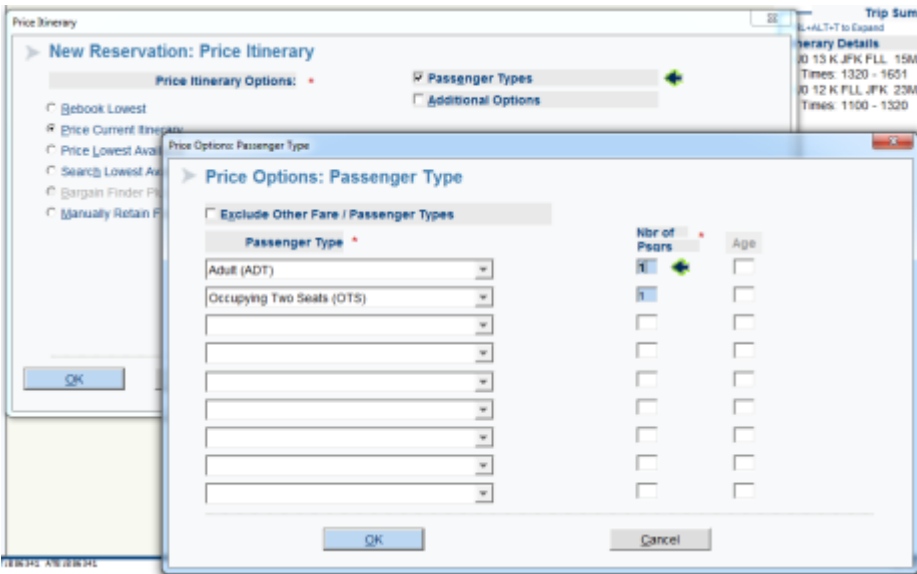 Price Itinerary
Trip Sum
L+ALT+T to Expand
New Reservation: Price Itinerary
nerary Details
Price Itinerary Options: *
Passenger Types
Additional Options
13 K JFK FLL 15M
Times: 1320 - 1651
12 K FLL JFK 23M
Times: 1100 - 1320
Rebook Lowest
Price Current Itinerary
Price Lowest Avail
Search Lowest Av
Bargain Finder Pl
Manually Retain F
OK
Price Options: Passenger Type
Price Options: Passenger Type
Exclude Other Fare / Passenger Types
Passenger Type *
Nbr of
Psgrs *
Age
Adult (ADT)
1
Occupying Two Seats (OTS)
1
OK
Cancel